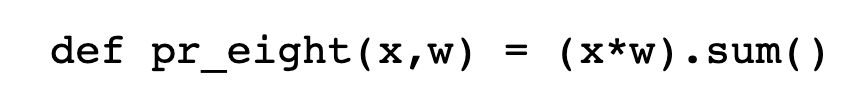 def pr_eight(x,w) = (x*w).sum()